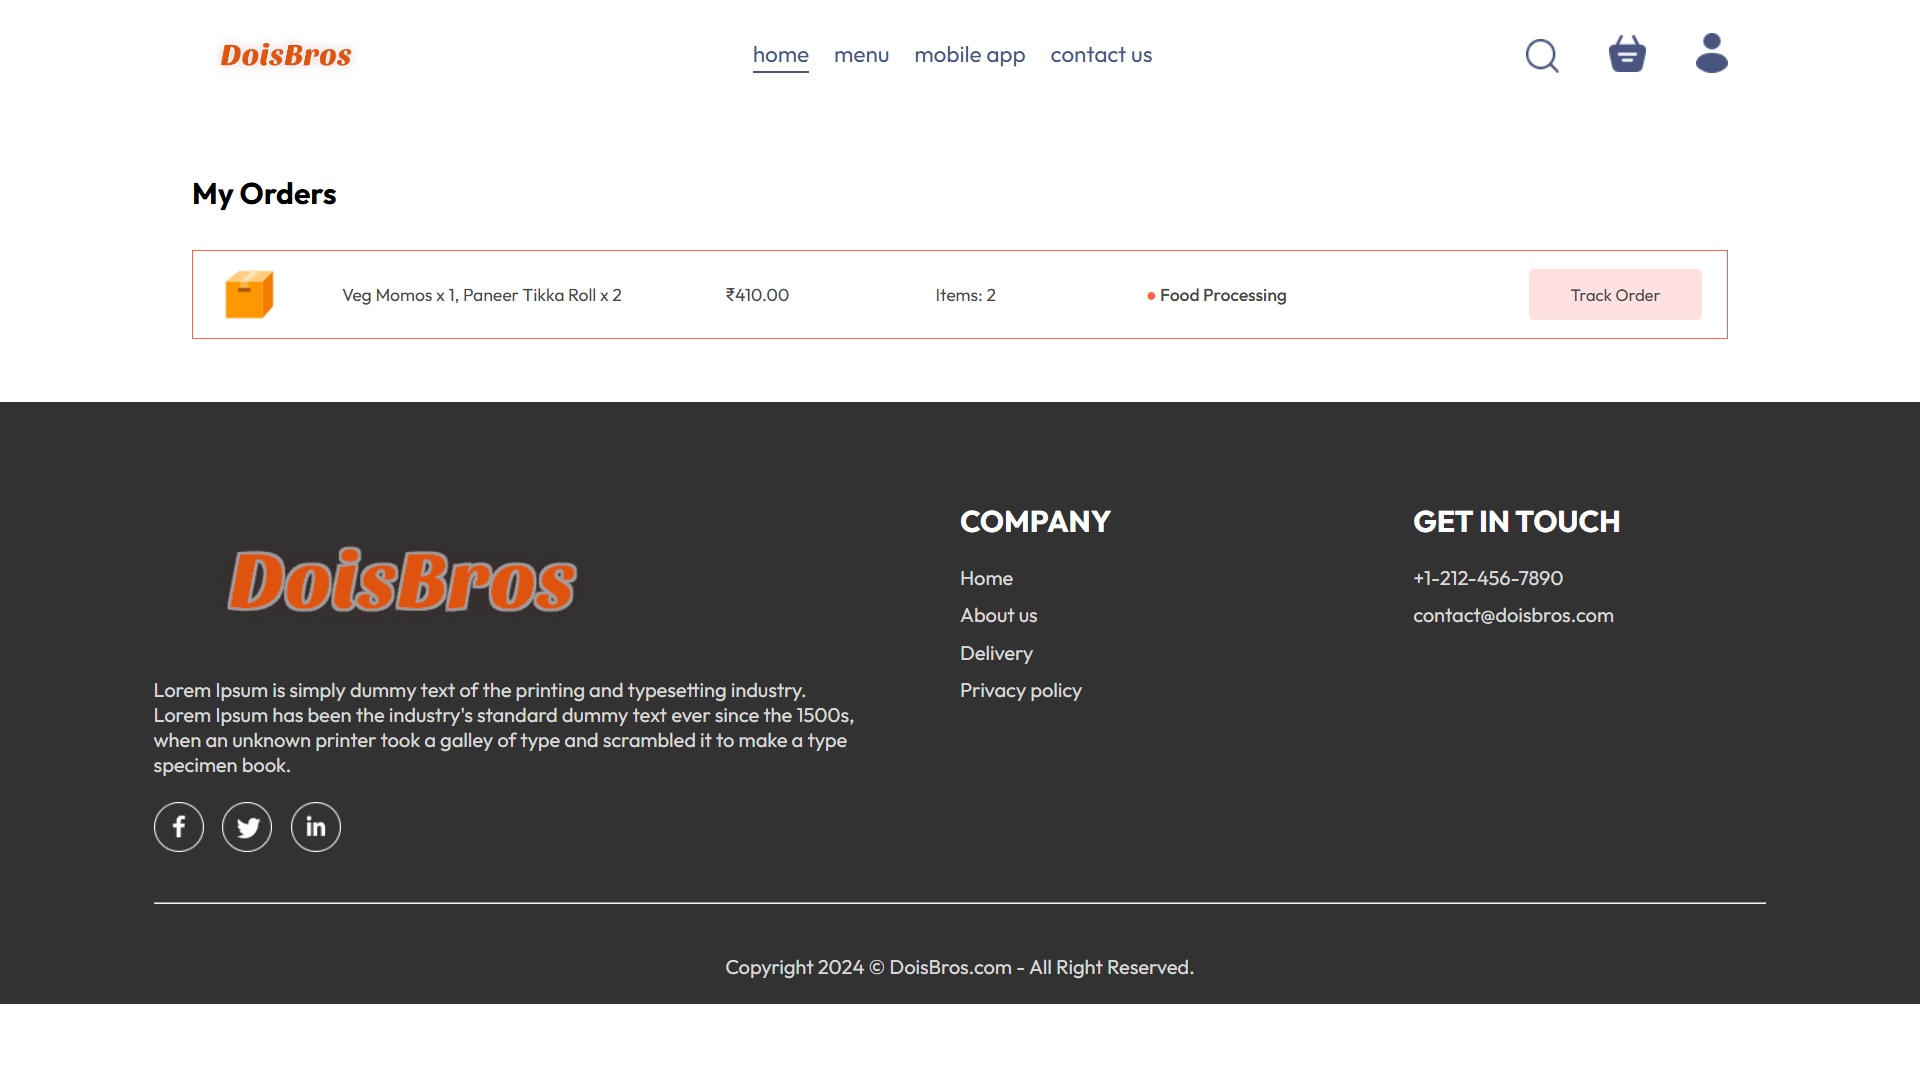 DoisBros
home menu mobile app contact us
My Orders
Veg Momos x 1, Paneer Tikka Roll x 2 ₹410.00 Items: 2 ● Food Processing Track Order
DoisBros
Lorem Ipsum is simply dummy text of the printing and typesetting industry.
Lorem Ipsum has been the industry's standard dummy text ever since the 1500s,
when an unknown printer took a galley of type and scrambled it to make a type
specimen book.
COMPANY
Home
About us
Delivery
Privacy policy
GET IN TOUCH
+1-212-456-7890
contact@doisbros.com
Copyright 2024 © DoisBros.com - All Right Reserved.